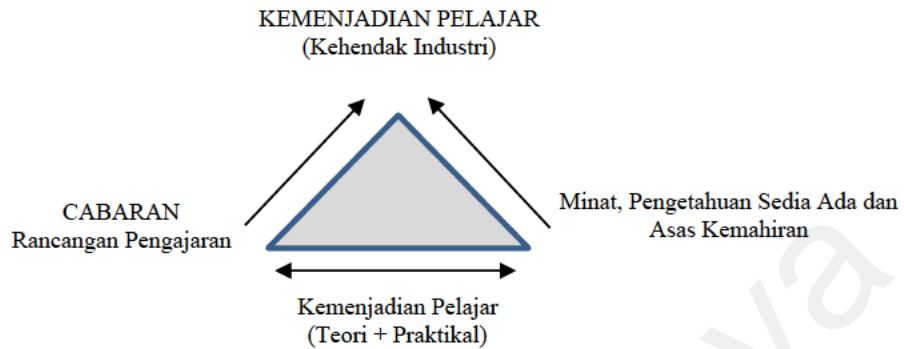 KEMENJADIAN PELAJAR
(Kehendak Industri)
CABARAN
Rancangan Pengajaran
Minat, Pengetahuan Sedia Ada dan
Asas Kemahiran
Kemenjadian Pelajar
(Teori + Praktikal)